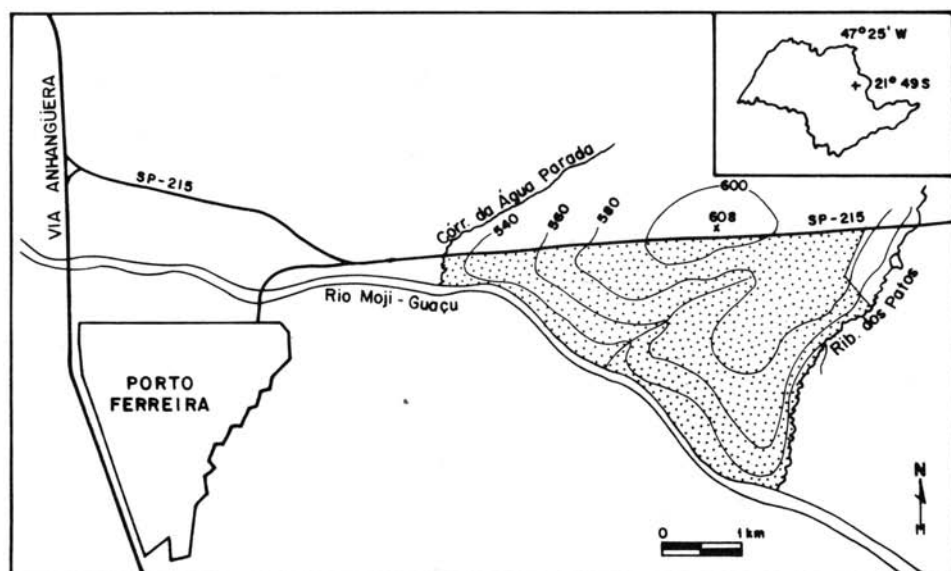 47° 25' W
21° 49 S
VIA ANHANGÜERA
SP-215
Córr. da Água Parada
540
560
580
600
608
x
SP-215
Rio Moji-Guaçu
Rib. dos Patos
PORTO
FERREIRA
N
M
0 1 km